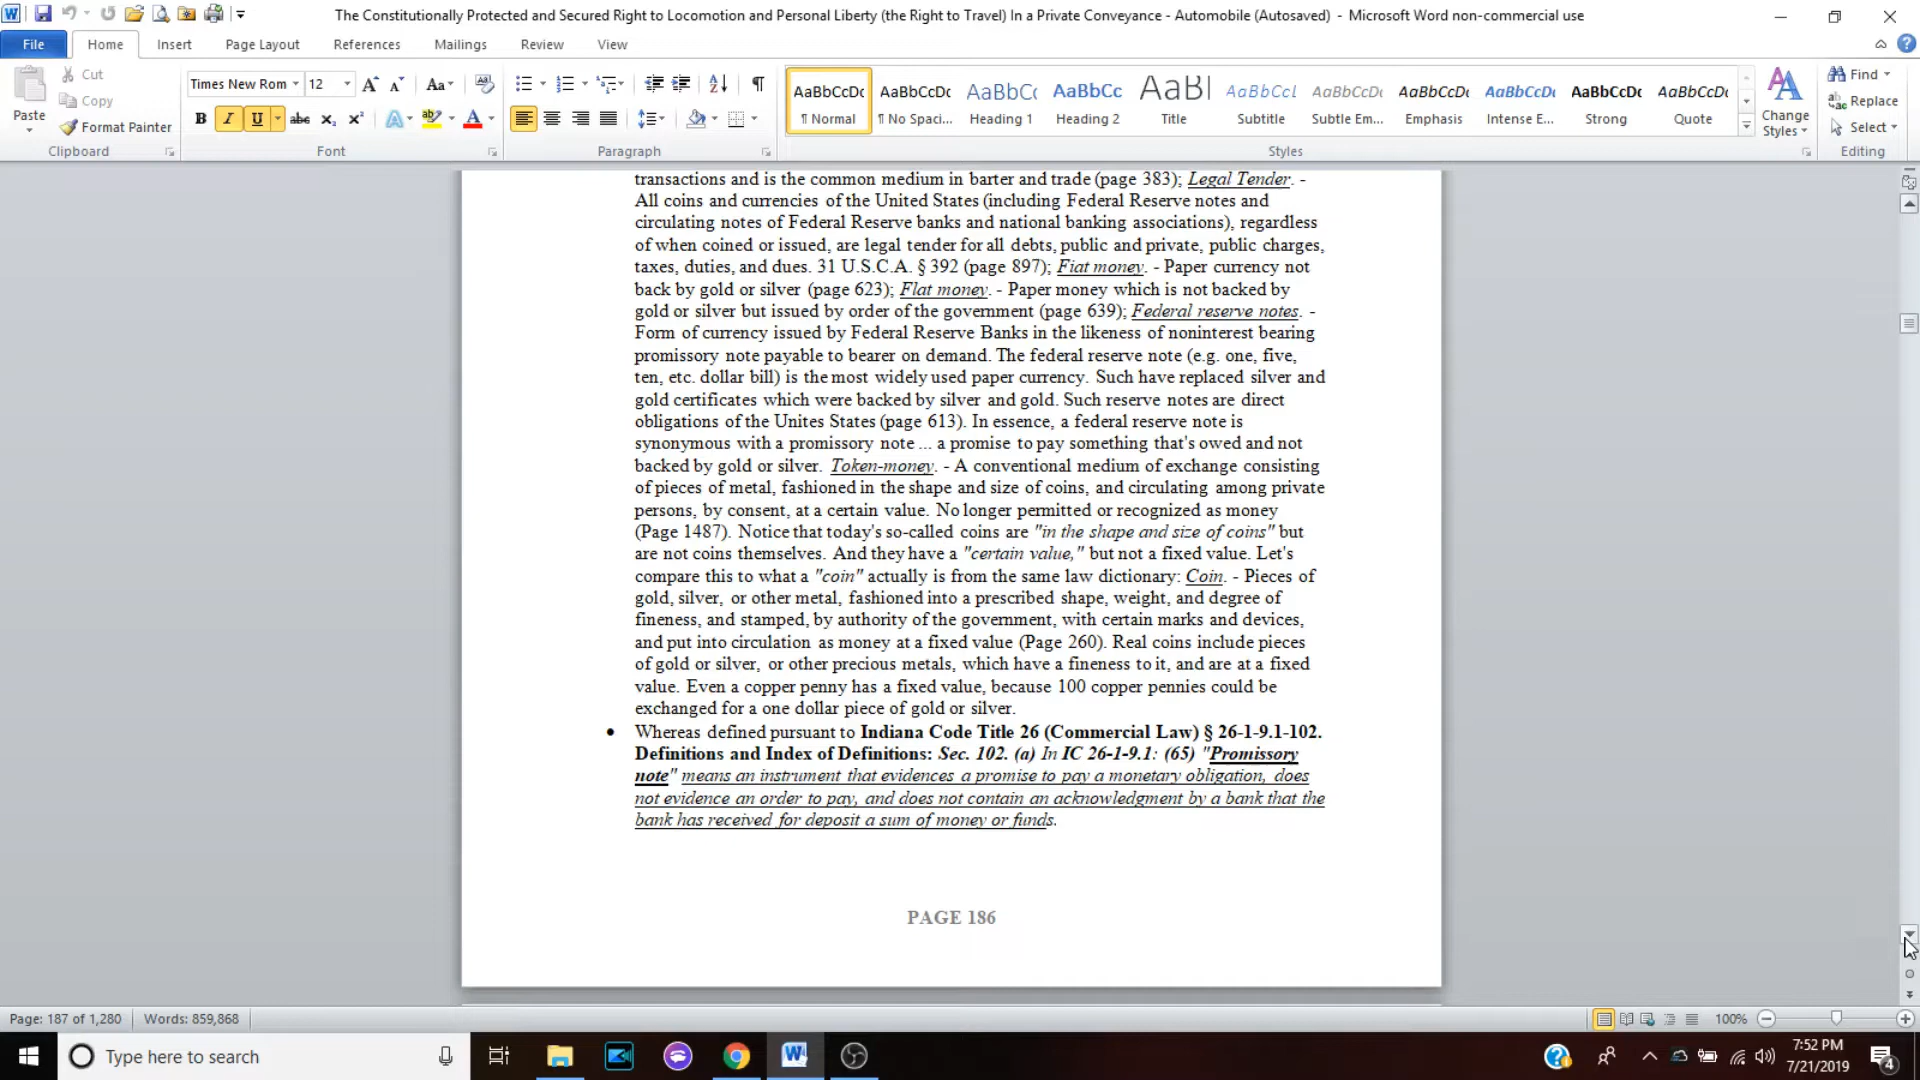 The Constitutionally Protected and Secured Right to Locomotion and Personal Liberty (the Right to Travel) In a Private Conveyance - Automobile (Autosaved) - Microsoft Word non-commercial use
File Home Insert Page Layout References Mailings Review View
Paste
Cut
Copy
Format Painter
Clipboard
Times New Rom 12
Font
Paragraph
AaBbCcDc AaBbCcDc AaBbC AaBbCc AaBl AaBbCcL AaBbCcDc AaBbCcDc AaBbCcDc AaBbCcDc AaBbCcDc
¶ Normal ¶ No Spaci... Heading 1 Heading 2 Title Subtitle Subtle Em... Emphasis Intense E... Strong Quote
Styles
Change
Styles
Find
Replace
Select
Editing
transactions and is the common medium in barter and trade (page 383); Legal Tender. -
All coins and currencies of the United States (including Federal Reserve notes and
circulating notes of Federal Reserve banks and national banking associations), regardless
of when coined or issued, are legal tender for all debts, public and private, public charges,
taxes, duties, and dues. 31 U.S.C.A. § 392 (page 897); Fiat money. - Paper currency not
back by gold or silver (page 623); Flat money. - Paper money which is not backed by
gold or silver but issued by order of the government (page 639); Federal reserve notes. -
Form of currency issued by Federal Reserve Banks in the likeness of noninterest bearing
promissory note payable to bearer on demand. The federal reserve note (e.g. one, five,
ten, etc. dollar bill) is the most widely used paper currency. Such have replaced silver and
gold certificates which were backed by silver and gold. Such reserve notes are direct
obligations of the Unites States (page 613). In essence, a federal reserve note is
synonymous with a promissory note ... a promise to pay something that's owed and not
backed by gold or silver. Token-money. - A conventional medium of exchange consisting
of pieces of metal, fashioned in the shape and size of coins, and circulating among private
persons, by consent, at a certain value. No longer permitted or recognized as money
(Page 1487). Notice that today's so-called coins are "in the shape and size of coins" but
are not coins themselves. And they have a "certain value," but not a fixed value. Let's
compare this to what a "coin" actually is from the same law dictionary: Coin. - Pieces of
gold, silver, or other metal, fashioned into a prescribed shape, weight, and degree of
fineness, and stamped, by authority of the government, with certain marks and devices,
and put into circulation as money at a fixed value (Page 260). Real coins include pieces
of gold or silver, or other precious metals, which have a fineness to it, and are at a fixed
value. Even a copper penny has a fixed value, because 100 copper pennies could be
exchanged for a one dollar piece of gold or silver.
• Whereas defined pursuant to Indiana Code Title 26 (Commercial Law) § 26-1-9.1-102.
Definitions and Index of Definitions: Sec. 102. (a) In IC 26-1-9.1: (65) "Promissory
note" means an instrument that evidences a promise to pay a monetary obligation, does
not evidence an order to pay, and does not contain an acknowledgment by a bank that the
bank has received for deposit a sum of money or funds.
PAGE 186
Page: 187 of 1,280 Words: 859,868
100%
Type here to search
7:52 PM
7/21/2019
4